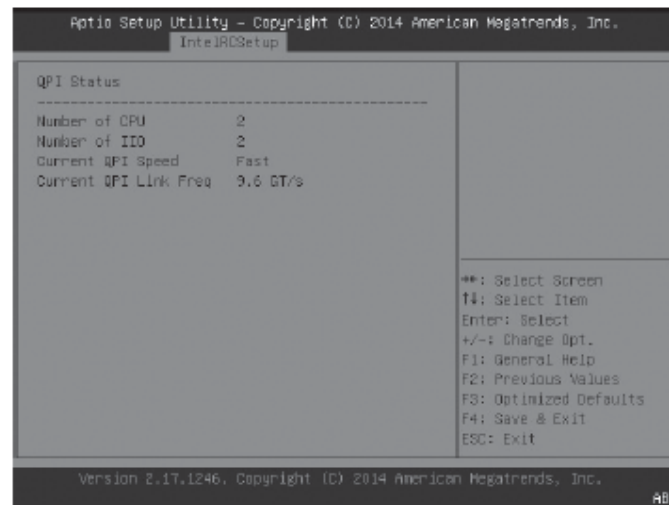 Aptio Setup Utility – Copyright (C) 2014 American Megatrends, Inc.
IntelRCSetup
QPI Status
--------------------------------------------------
Number of CPU 2
Number of IIO 2
Current QPI Speed Fast
Current QPI Link Freq 9.6 GT/s
→←: Select Screen
↑↓: Select Item
Enter: Select
+/-: Change Opt.
F1: General Help
F2: Previous Values
F3: Optimized Defaults
F4: Save & Exit
ESC: Exit
Version 2.17.1246. Copyright (C) 2014 American Megatrends, Inc.
AB